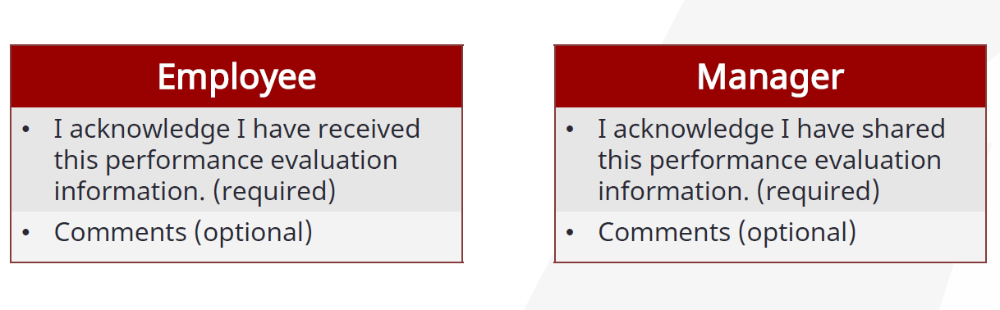 Employee
• I acknowledge I have received
this performance evaluation
information. (required)
• Comments (optional)
Manager
• I acknowledge I have shared
this performance evaluation
information. (required)
• Comments (optional)